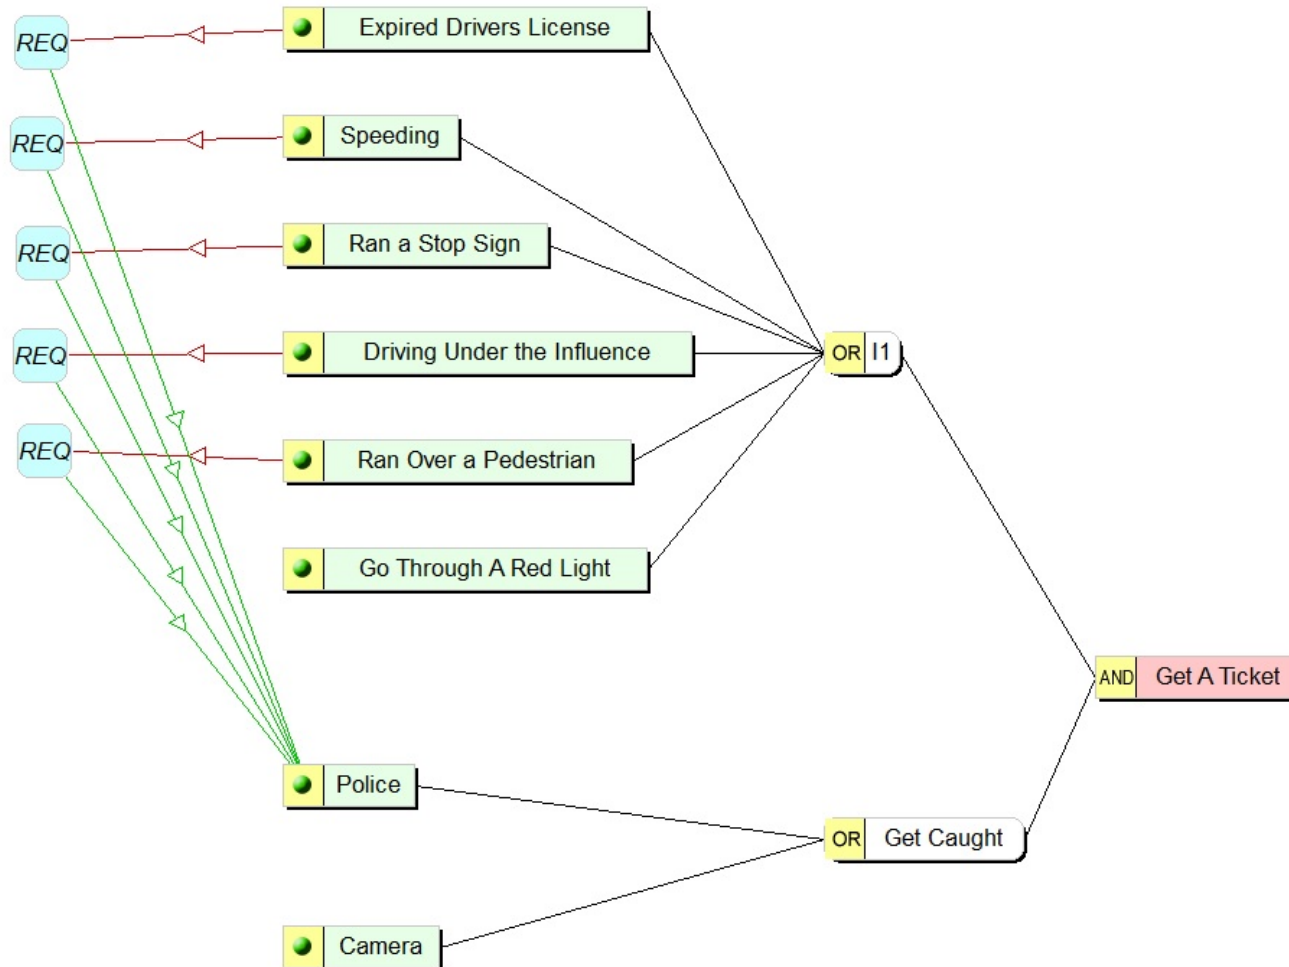 REQ
Expired Drivers License
REQ
Speeding
REQ
Ran a Stop Sign
REQ
Driving Under the Influence
OR I1
REQ
Ran Over a Pedestrian
Go Through A Red Light
AND Get A Ticket
Police
OR Get Caught
Camera